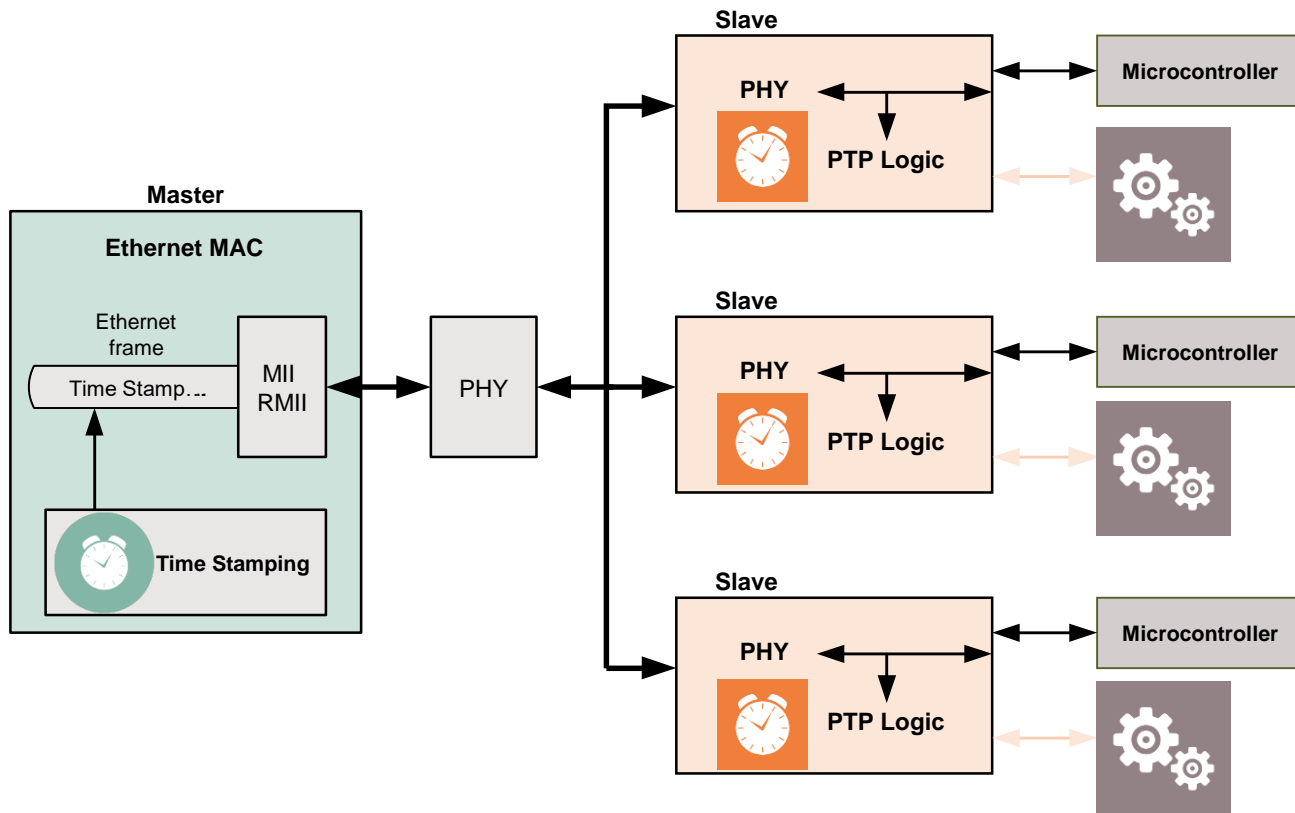 Master
Ethernet MAC
Ethernet
frame
Time Stamp....
MII
RMII
Time Stamping
PHY
Slave
PHY
PTP Logic
Microcontroller
Slave
PHY
PTP Logic
Microcontroller
Slave
PHY
PTP Logic
Microcontroller